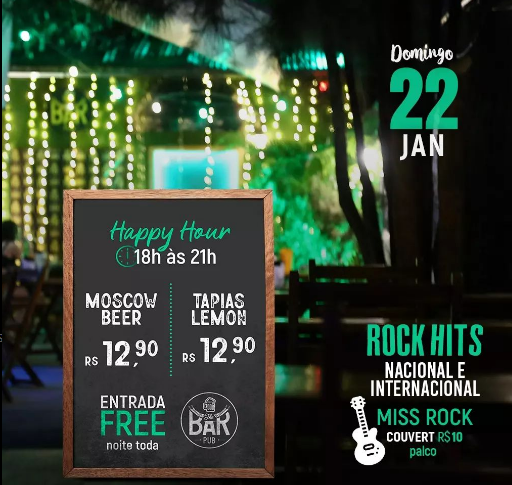 Domingo
22
JAN
Happy Hour
18h às 21h
MOSCOW
BEER
R$ 12,90
TAPIAS
LEMON
R$ 12,90
ENTRADA
FREE
noite toda
BAR
PUB
ROCK HITS
NACIONAL E
INTERNACIONAL
MISS ROCK
COUVERT R$10
palco